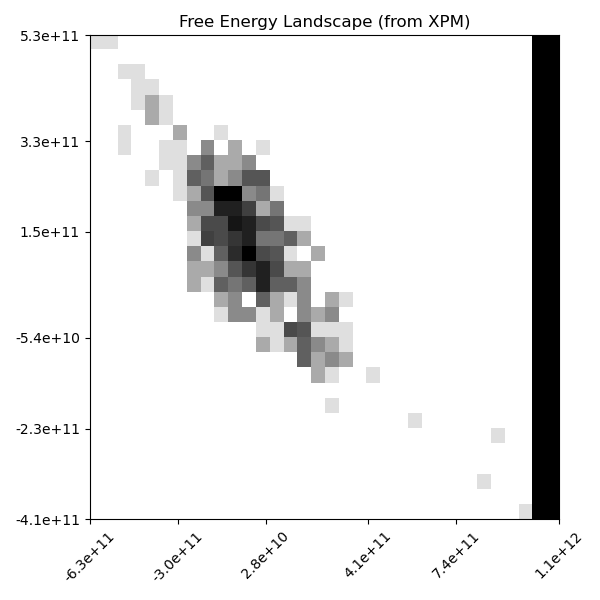 Free Energy Landscape (from XPM)
5.3e+11
3.3e+11
1.5e+11
-5.4e+10
-2.3e+11
-4.1e+11
-6.3e+11
-3.0e+11
2.8e+10
4.1e+11
7.4e+11
1.1e+12